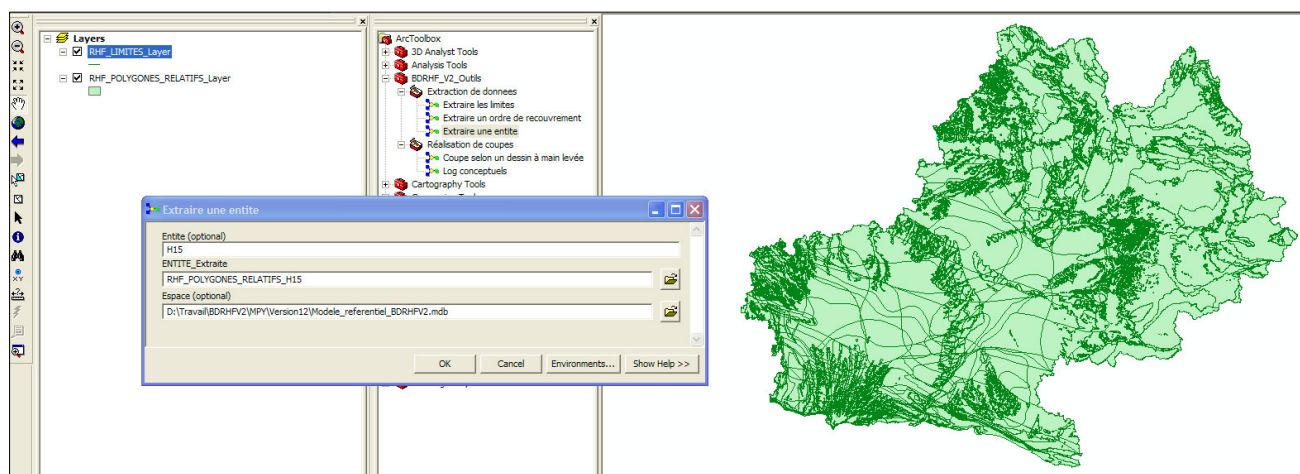 Layers
RHF_LIMITES_Layer
RHF_POLYGONES_RELATIFS_Layer
ArcToolbox
3D Analyst Tools
Analysis Tools
BDRHF_V2_Outils
Extraction de donnees
Extraire les limites
Extraire un ordre de recouvrement
Extraire une entite
Réalisation de coupes
Coupe selon un dessin à main levée
Log conceptuels
Cartography Tools
Extraire une entite
Entite (optional)
H15
ENTITE_Extraite
RHF_POLYGONES_RELATIFS_H15
Espace (optional)
D:\Travail\BDRHFV2\MPY\Version12\Modele_referentiel_BDRHFV2.mdb
OK Cancel Environments... Show Help >>
XY